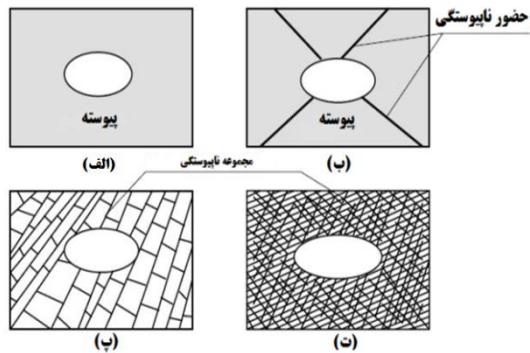 حضور ناپیوستگی
پیوسته
پیوسته
(الف)
(ب)
مجموعه ناپیوستگی
(پ)
(ت)